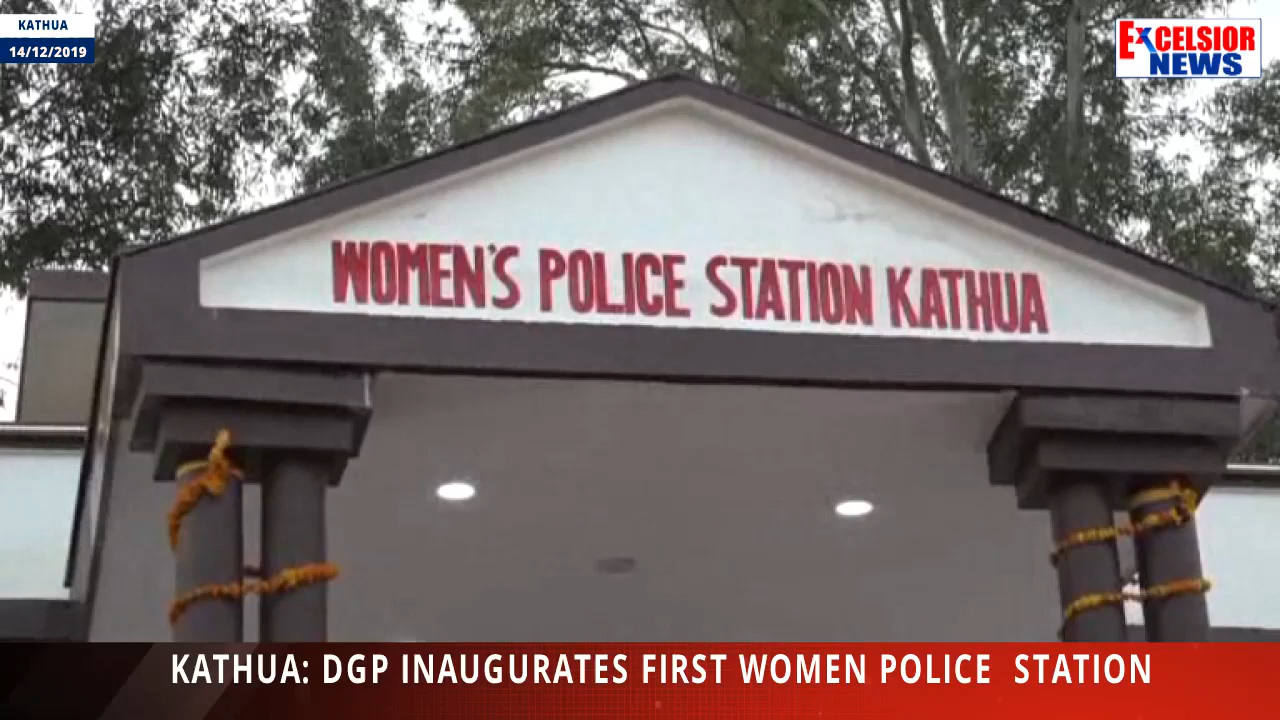 KATHUA
14/12/2019
EXCELSIOR
NEWS
WOMEN'S POLICE STATION KATHUA
KATHUA: DGP INAUGURATES FIRST WOMEN POLICE STATION